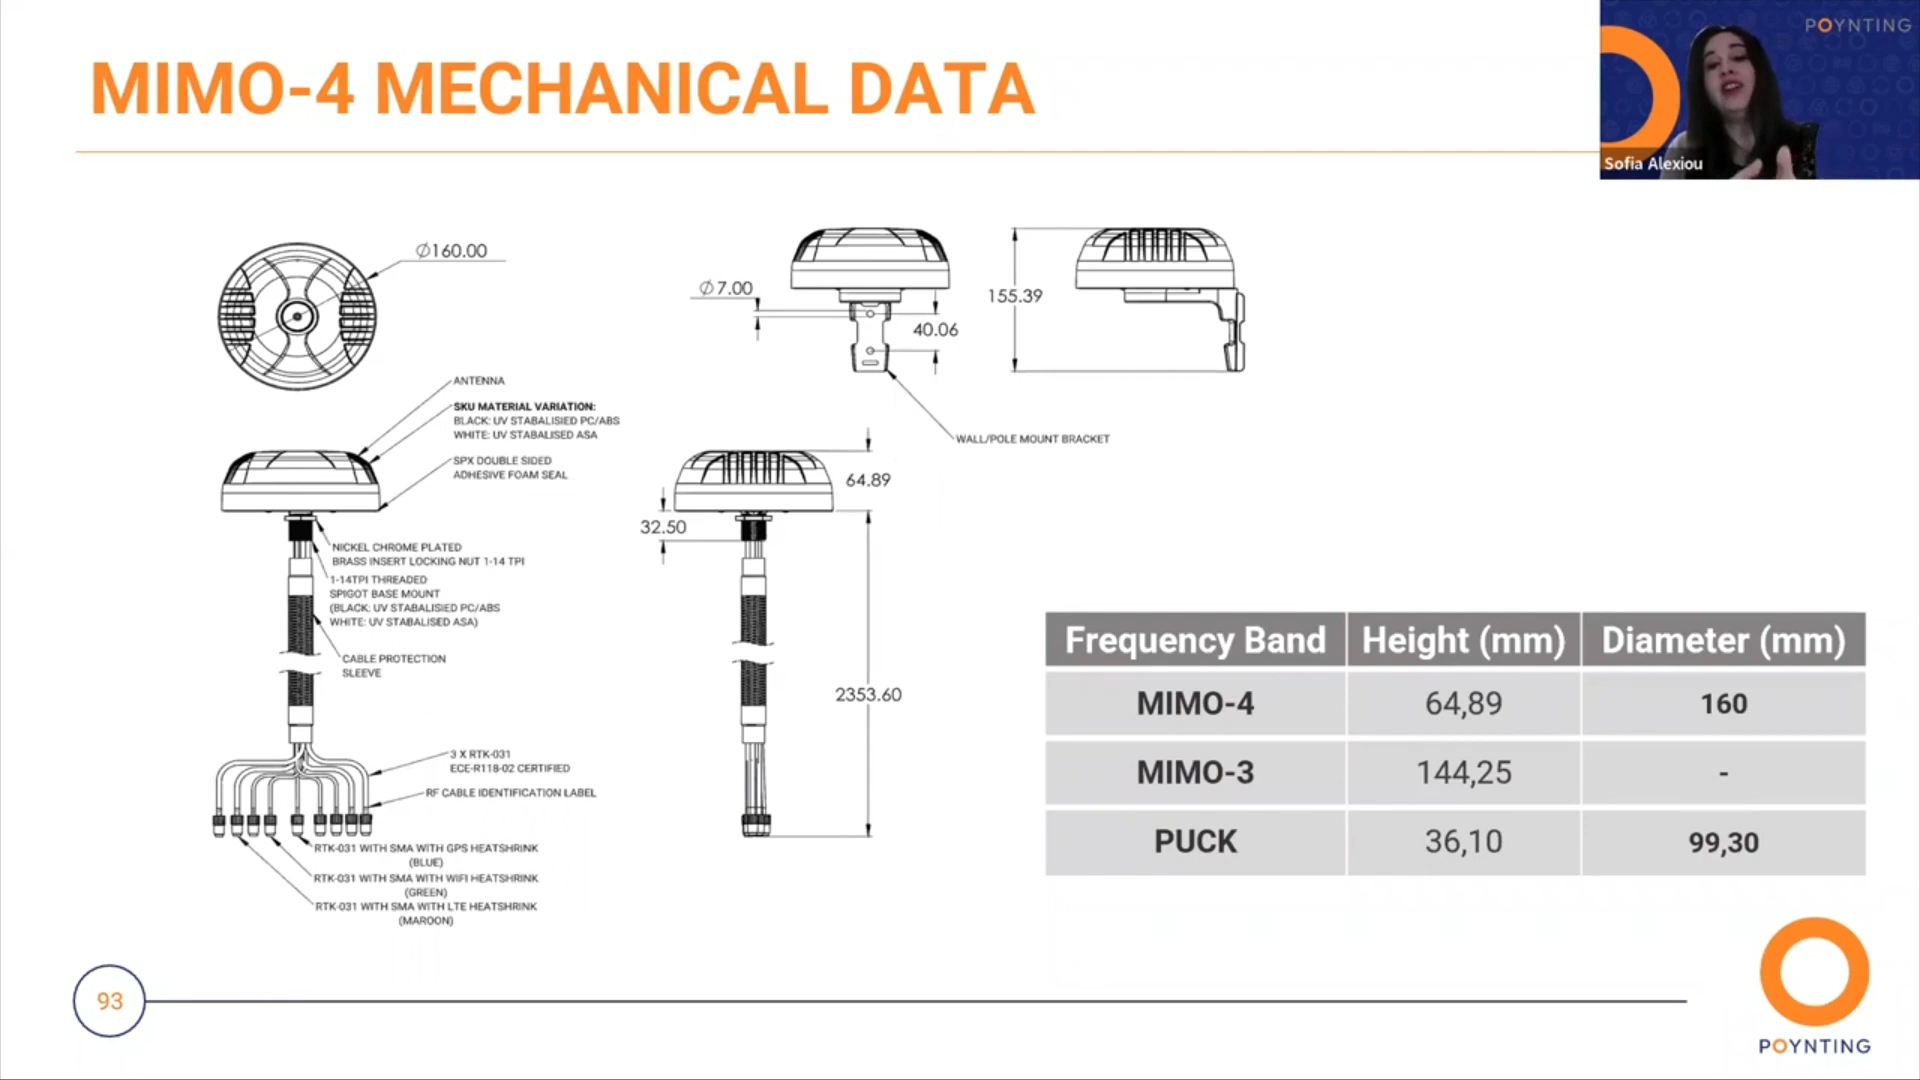 MIMO-4 MECHANICAL DATA
POYNTING
Sofia Alexiou
∅160.00
∅7.00
40.06
155.39
WALL/POLE MOUNT BRACKET
ANTENNA
SKU MATERIAL VARIATION:
BLACK: UV STABALISIED PC/ABS
WHITE: UV STABALISED ASA
SPX DOUBLE SIDED
ADHESIVE FOAM SEAL
64.89
32.50
2353.60
NICKEL CHROME PLATED
BRASS INSERT LOCKING NUT 1-14 TPI
1-14TPI THREADED
SPIGOT BASE MOUNT
(BLACK: UV STABALISIED PC/ABS
WHITE: UV STABALISED ASA)
CABLE PROTECTION
SLEEVE
3 X RTK-031
ECE-R118-02 CERTIFIED
RF CABLE IDENTIFICATION LABEL
RTK-031 WITH SMA WITH GPS HEATSHRINK
(BLUE)
RTK-031 WITH SMA WITH WIFI HEATSHRINK
(GREEN)
RTK-031 WITH SMA WITH LTE HEATSHRINK
(MAROON)
Frequency Band Height (mm) Diameter (mm)
MIMO-4 64,89 160
MIMO-3 144,25 -
PUCK 36,10 99,30
93
POYNTING